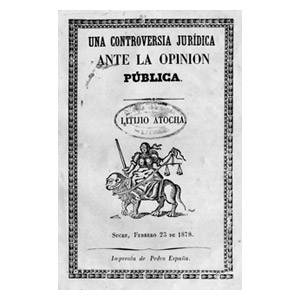 UNA CONTROVERSIA JURÍDICA
ANTE LA OPINION
PÚBLICA.
LITIJIO ATOCHA.
Sucre, Febrero 25 de 1878.
Imprenta de Pedro España.